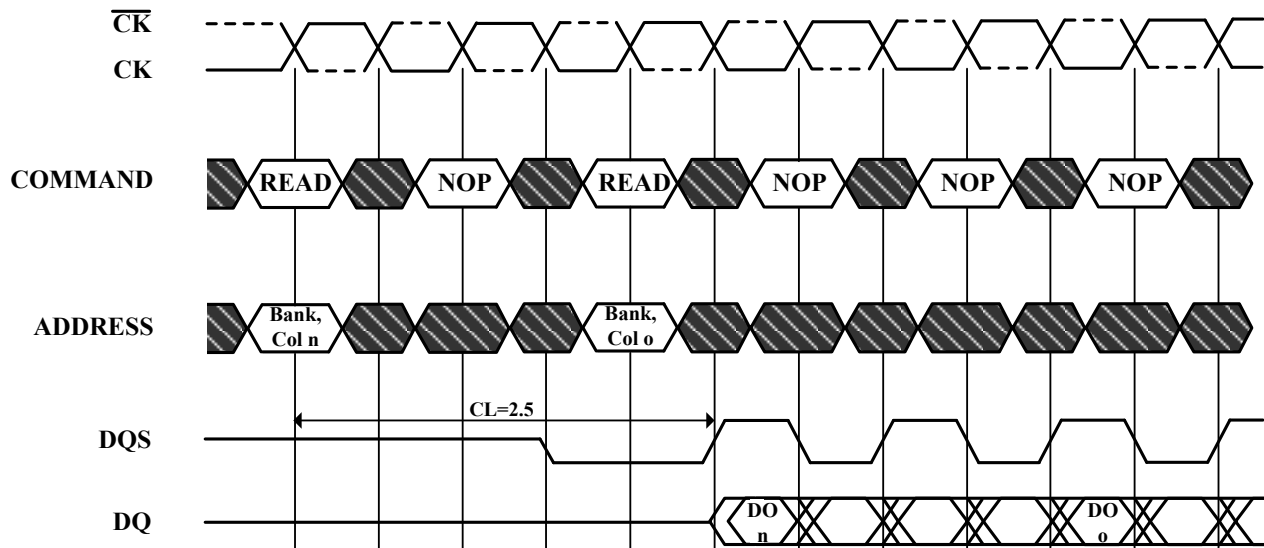 CK
CK
COMMAND
READ NOP READ NOP NOP NOP
ADDRESS
Bank,
Col n
Bank,
Col o
CL=2.5
DQS
DQ
DO
n
DO
o